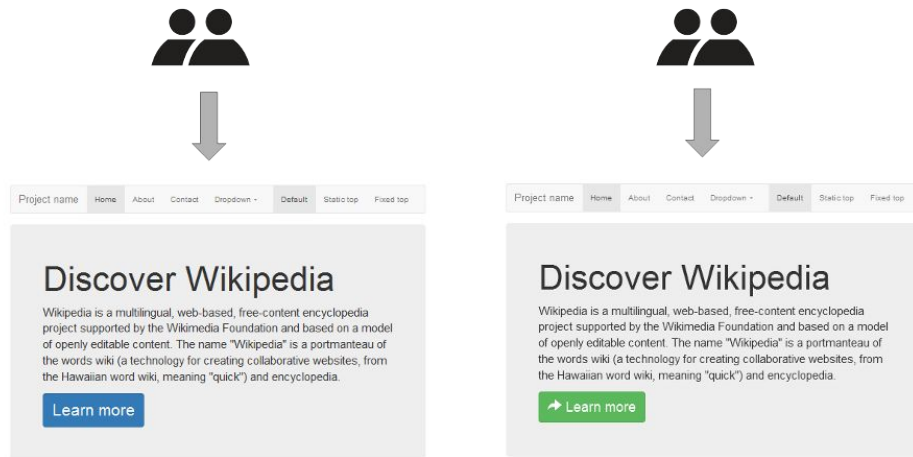 Project name Home About Contact Dropdown Default Static top Fixed top
Discover Wikipedia
Wikipedia is a multilingual, web-based, free-content encyclopedia
project supported by the Wikimedia Foundation and based on a model
of openly editable content. The name "Wikipedia" is a portmanteau of
the words wiki (a technology for creating collaborative websites, from
the Hawaiian word wiki, meaning "quick") and encyclopedia.
Learn more
Project name Home About Contact Dropdown Default Static top Fixed top
Discover Wikipedia
Wikipedia is a multilingual, web-based, free-content encyclopedia
project supported by the Wikimedia Foundation and based on a model
of openly editable content. The name "Wikipedia" is a portmanteau of
the words wiki (a technology for creating collaborative websites, from
the Hawaiian word wiki, meaning "quick") and encyclopedia.
Learn more